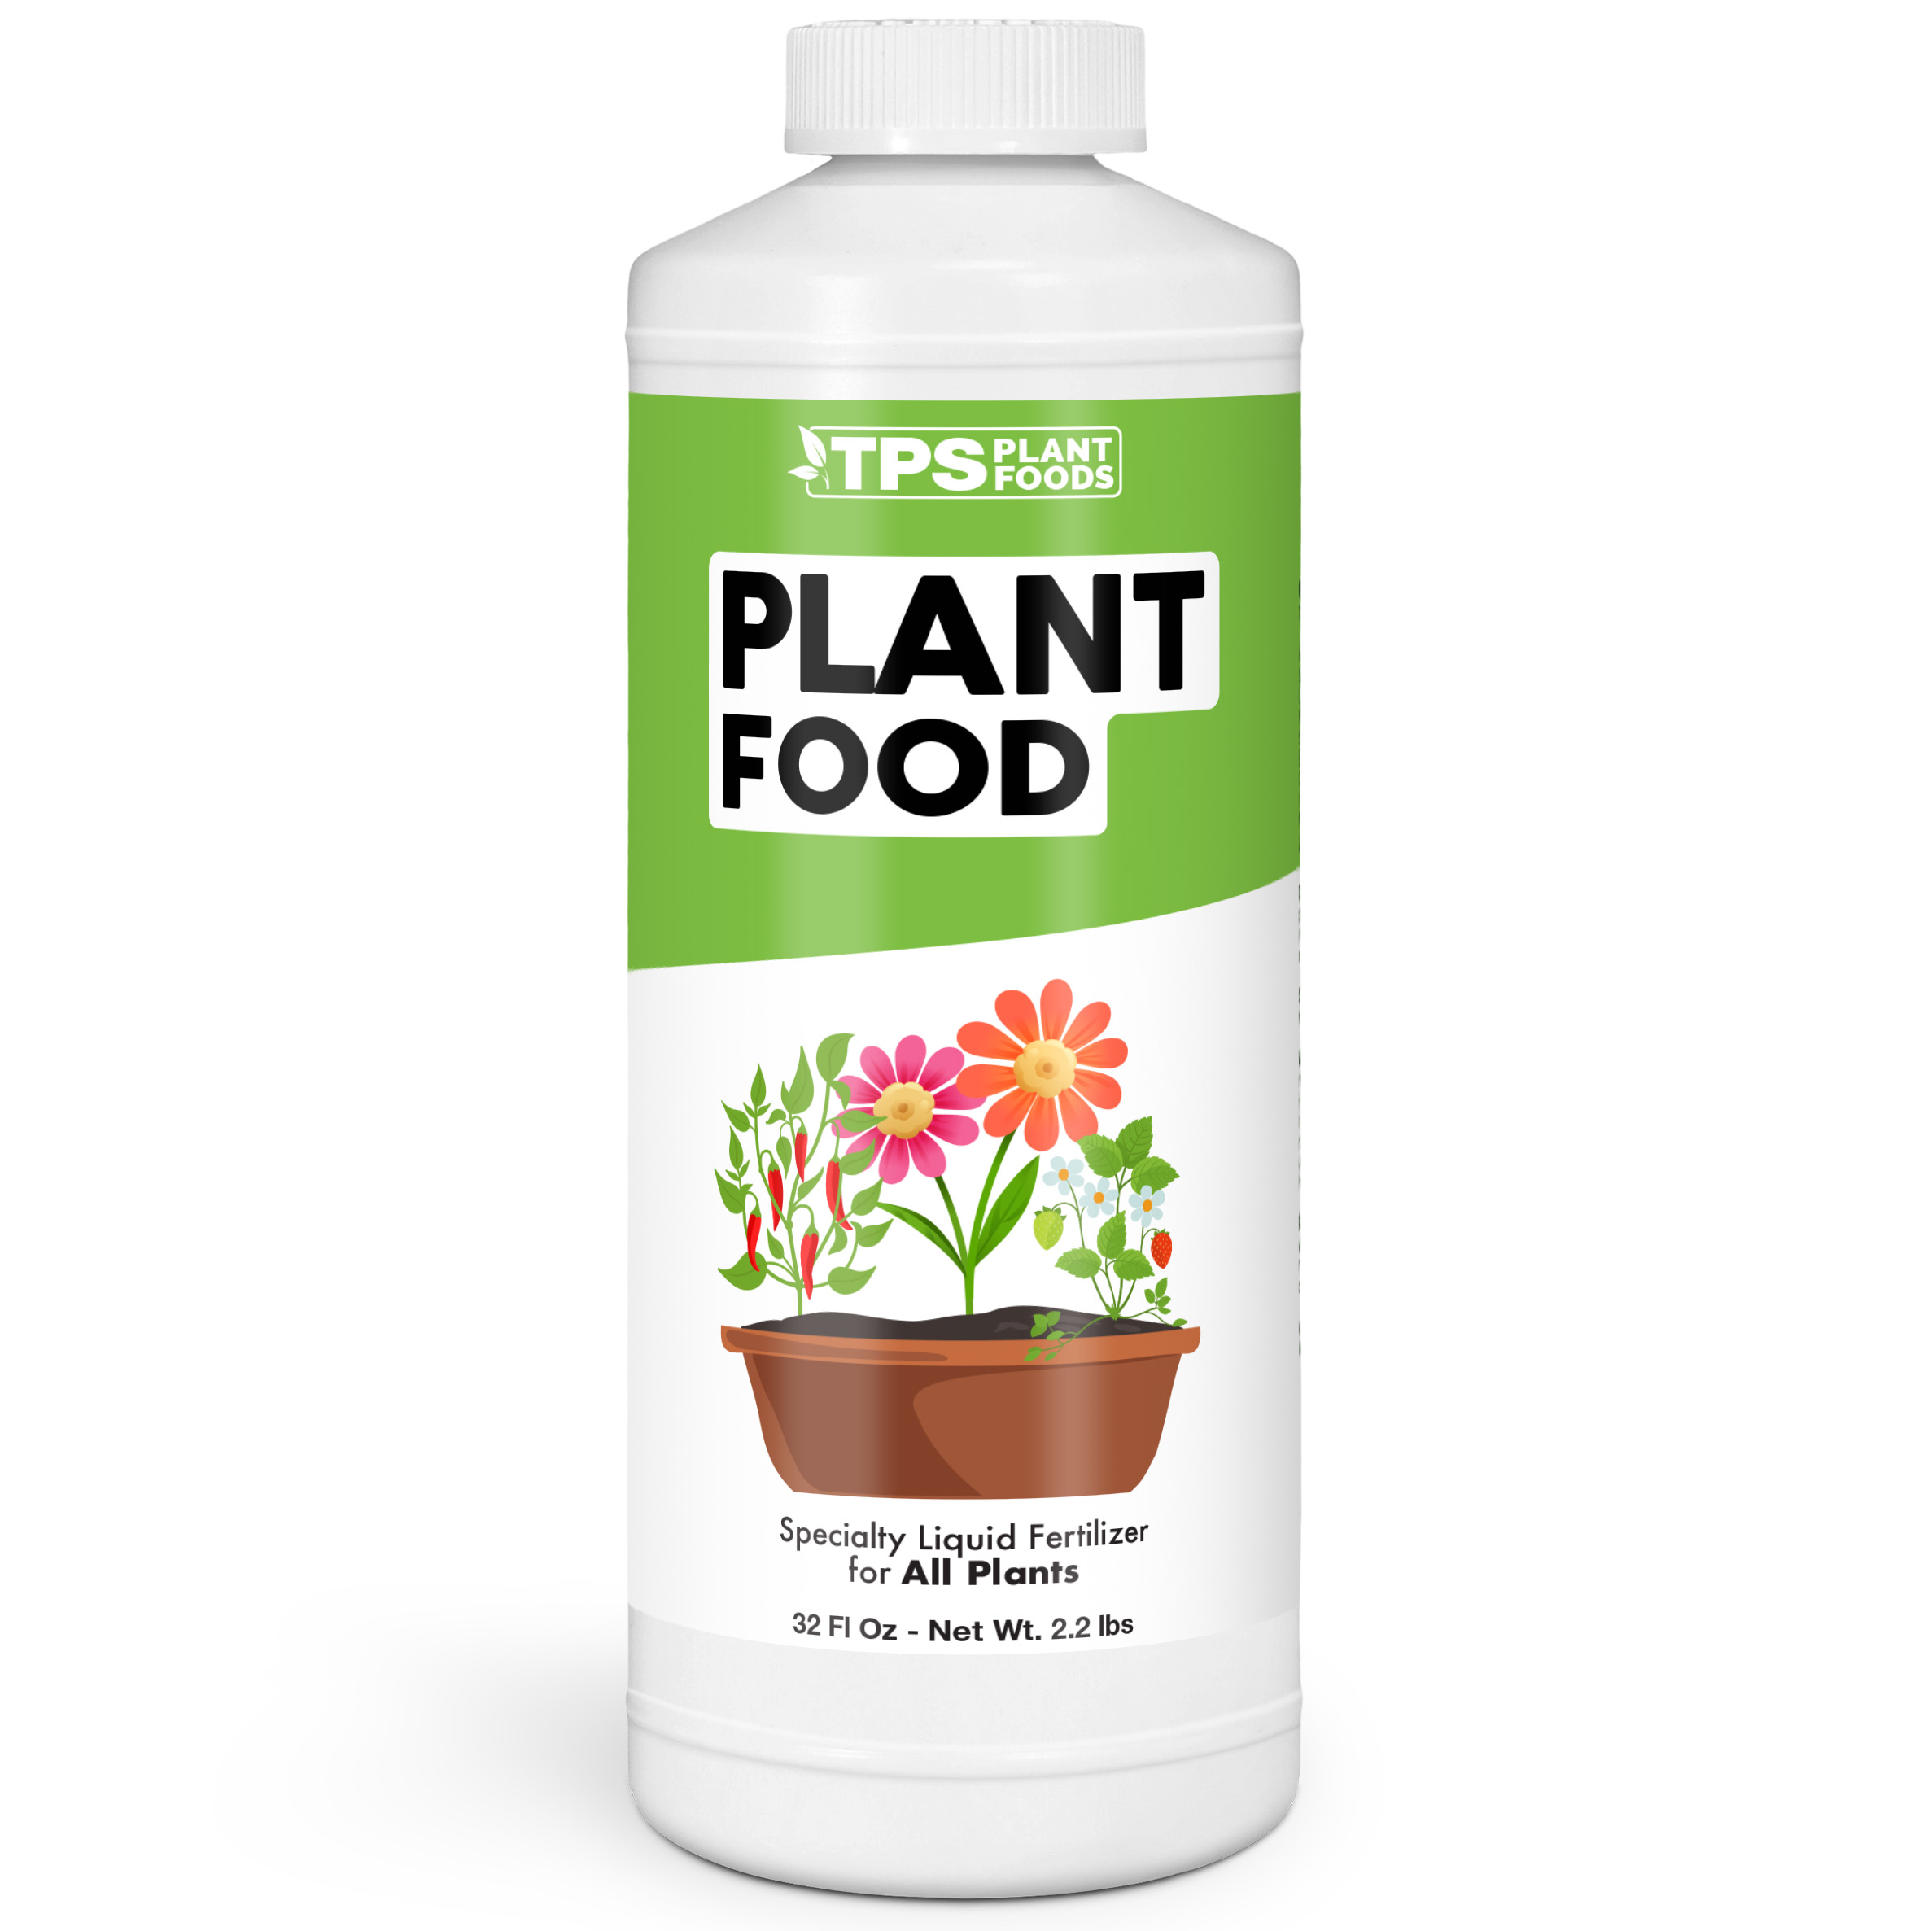 TPS PLANT
FOODS
PLANT
FOOD
Specialty Liquid Fertilizer
for All Plants
32 Fl Oz - Net Wt. 2.2 lbs